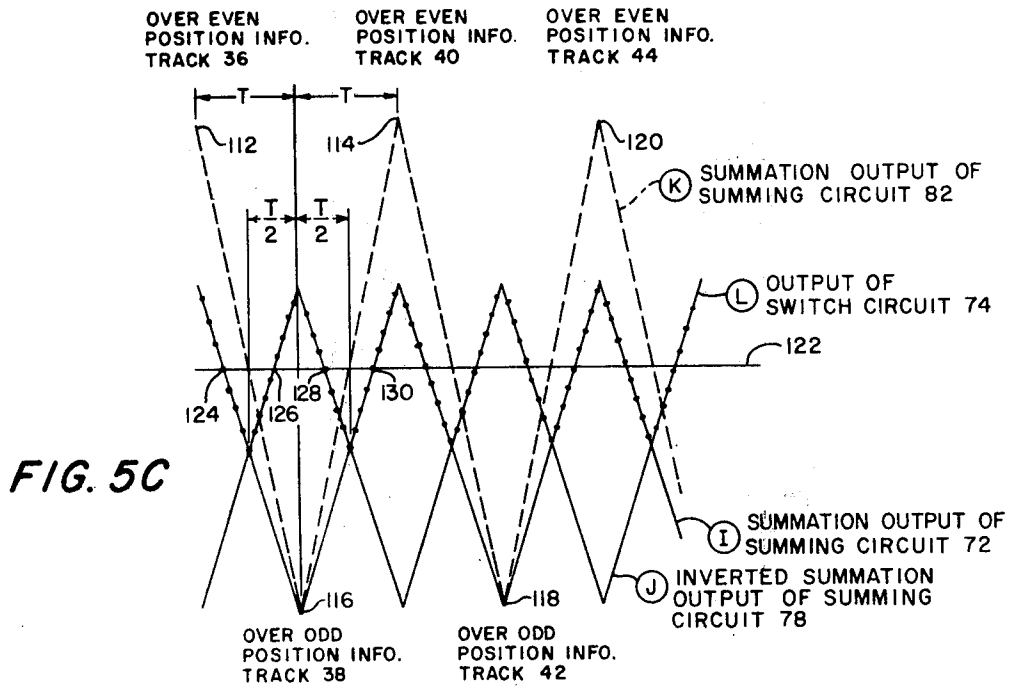 OVER EVEN
POSITION INFO.
TRACK 36
OVER EVEN
POSITION INFO.
TRACK 40
OVER EVEN
POSITION INFO.
TRACK 44
T
T
112
114
120
K SUMMATION OUTPUT OF
SUMMING CIRCUIT 82
T/2
T/2
L OUTPUT OF
SWITCH CIRCUIT 74
122
124
126
128
130
FIG. 5C
I SUMMATION OUTPUT OF
SUMMING CIRCUIT 72
J INVERTED SUMMATION
OUTPUT OF SUMMING
CIRCUIT 78
116
118
OVER ODD
POSITION INFO.
TRACK 38
OVER ODD
POSITION INFO.
TRACK 42